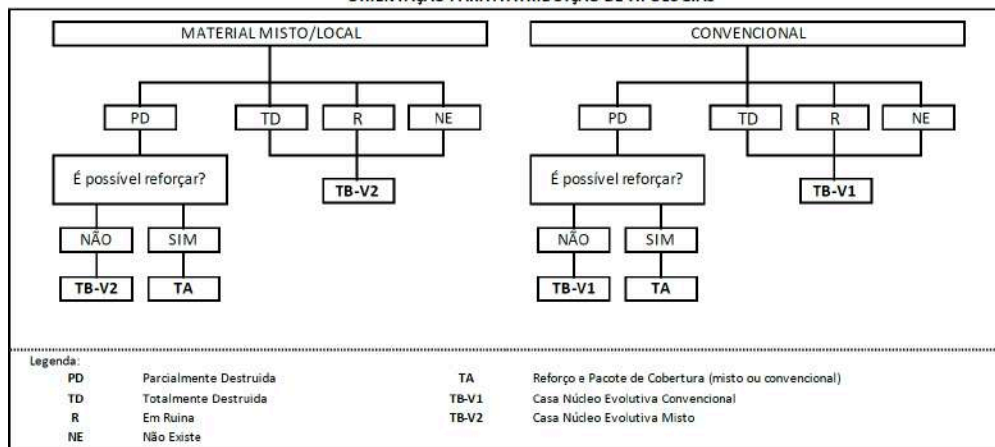 MATERIAL MISTO/LOCAL
PD TD R NE
É possível reforçar?
TB-V2
NÃO SIM
TB-V2 TA
CONVENCIONAL
PD TD R NE
É possível reforçar?
TB-V1
NÃO SIM
TB-V1 TA
Legenda:
PD Parcialmente Destruida TA Reforço e Pacote de Cobertura (misto ou convencional)
TD Totalmente Destruida TB-V1 Casa Núcleo Evolutiva Convencional
R Em Ruina TB-V2 Casa Núcleo Evolutiva Misto
NE Não Existe